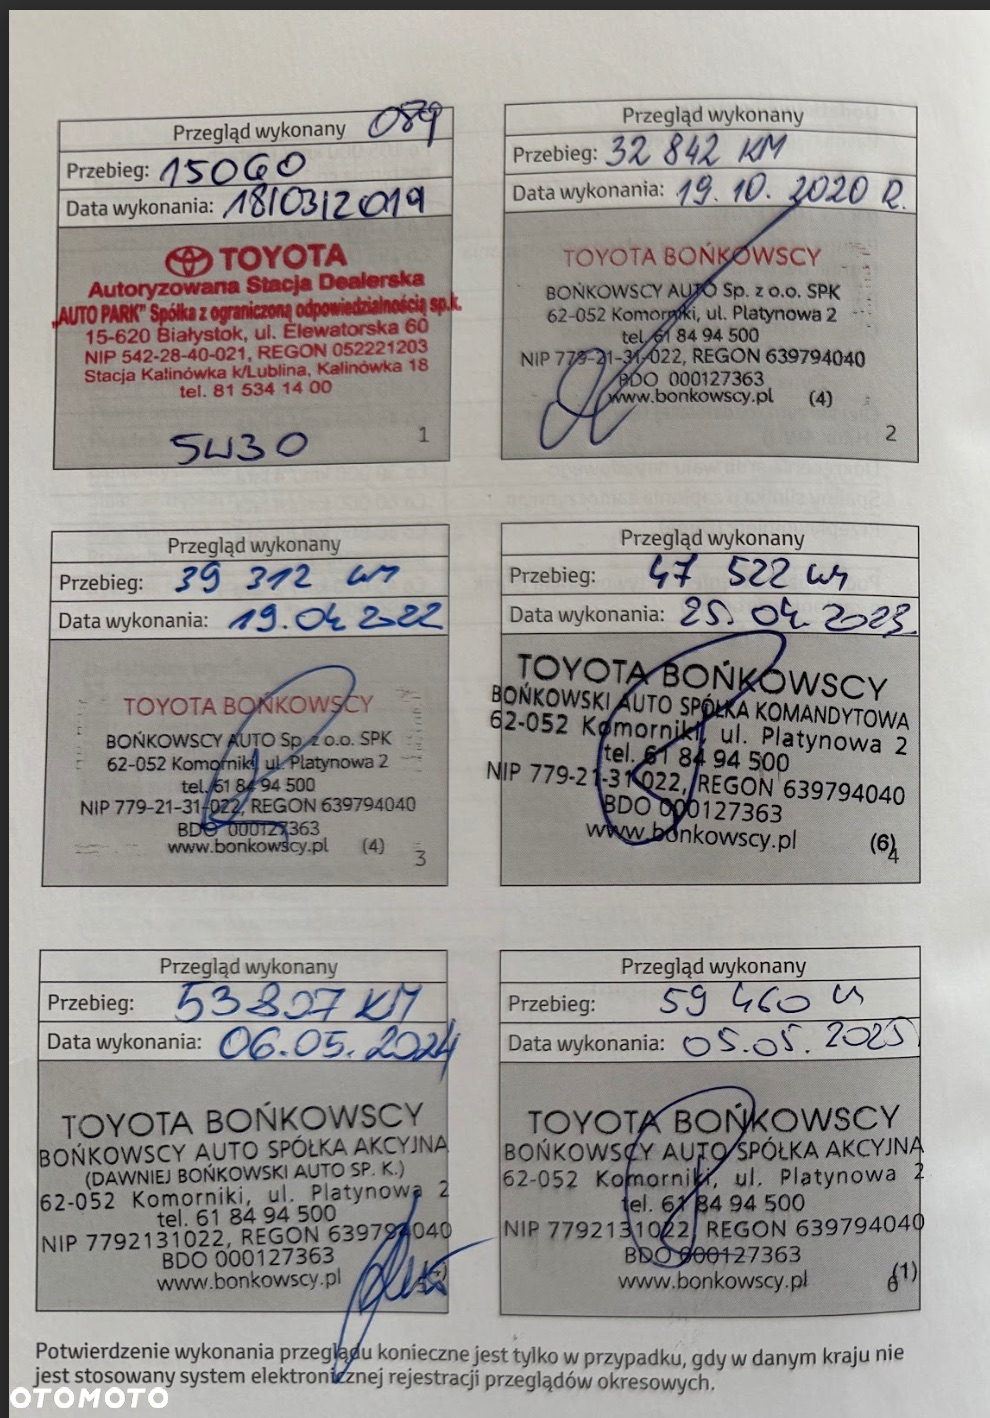 Przegląd wykonany 089
Przebieg: 15060
Data wykonania: 18/03/2019
TOYOTA
Autoryzowana Stacja Dealerska
„AUTO PARK" Spółka z ograniczoną odpowiedzialnością sp.k.
15-620 Białystok, ul. Elewatorska 60
NIP 542-28-40-021, REGON 052221203
Stacja Kalinówka k/Lublina, Kalinówka 18
tel. 81 534 14 00
5W30
1
Przegląd wykonany
Przebieg: 32 842 KM
Data wykonania: 19.10.2020 R.
TOYOTA BOŃKOWSCY
BOŃKOWSCY AUTO Sp. z o.o. SPK
62-052 Komorniki, ul. Platynowa 2
tel. 61 84 94 500
NIP 779-21-31-022, REGON 639794040
BDO 000127363
www.bonkowscy.pl (4)
2
Przegląd wykonany
Przebieg: 39 312 km
Data wykonania: 19.04.2022
TOYOTA BOŃKOWSCY
BOŃKOWSCY AUTO Sp. z o.o. SPK
62-052 Komorniki, ul. Platynowa 2
tel. 61 84 94 500
NIP 779-21-31-022, REGON 639794040
BDO 000127363
www.bonkowscy.pl (4)
3
Przegląd wykonany
Przebieg: 47 522 km
Data wykonania: 25.04.2023
TOYOTA BOŃKOWSCY
BOŃKOWSKI AUTO SPÓŁKA KOMANDYTOWA
62-052 Komorniki, ul. Platynowa 2
tel. 61 84 94 500
NIP 779-21-31-022, REGON 639794040
BDO 000127363
www.bonkowscy.pl (6)
4
Przegląd wykonany
Przebieg: 53 807 KM
Data wykonania: 06.05.2024
TOYOTA BOŃKOWSCY
BOŃKOWSCY AUTO SPÓŁKA AKCYJNA
(DAWNIEJ BOŃKOWSKI AUTO SP. K.)
62-052 Komorniki, ul. Platynowa 2
tel. 61 84 94 500
NIP 7792131022, REGON 639794040
BDO 000127363
www.bonkowscy.pl
Przegląd wykonany
Przebieg: 59 460 km
Data wykonania: 05.05.2025
TOYOTA BOŃKOWSCY
BOŃKOWSCY AUTO SPÓŁKA AKCYJNA
62-052 Komorniki, ul. Platynowa 2
tel. 61 84 94 500
NIP 7792131022, REGON 639794040
BDO 000127363
www.bonkowscy.pl (1)
6
Potwierdzenie wykonania przeglądu konieczne jest tylko w przypadku, gdy w danym kraju nie
jest stosowany system elektronicznej rejestracji przeglądów okresowych.
OTOMOTO